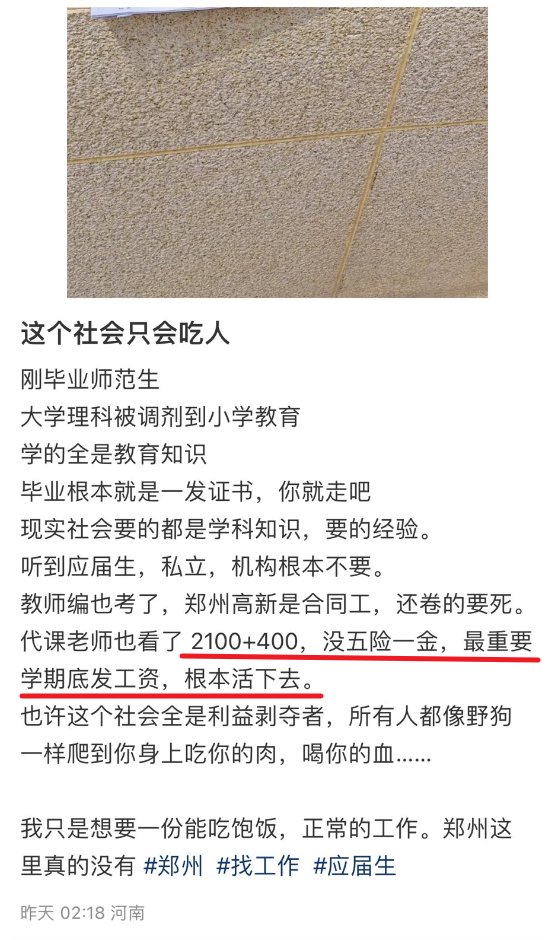 这个社会只会吃人
刚毕业师范生
大学理科被调剂到小学教育
学的全是教育知识
毕业根本就是一发证书，你就走吧
现实社会要的都是学科知识，要的经验。
听到应届生，私立，机构根本不要。
教师编也考了，郑州高新是合同工，还卷的要死。
代课老师也看了 2100+400，没五险一金，最重要
学期底发工资，根本活下去。
也许这个社会全是利益剥夺者，所有人都像野狗
一样爬到你身上吃你的肉，喝你的血......
我只是想要一份能吃饱饭，正常的工作。郑州这
里真的没有 #郑州 #找工作 #应届生
昨天 02:18 河南